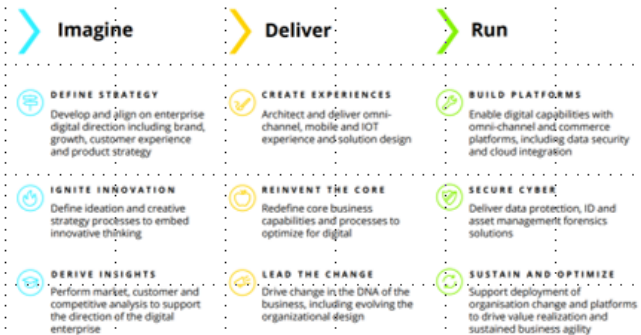 Imagine
DEFINE STRATEGY
Develop and align on enterprise
digital direction including brand,
growth, customer experience
and product strategy
IGNITE INNOVATION
Define ideation and creative
strategy processes to embed
innovative thinking
DERIVE INSIGHTS
Perform market, customer and
competitive analysis to support
the direction of the digital
enterprise
Deliver
CREATE EXPERIENCES
Architect and deliver omni-
channel, mobile and IOT
experience and solution design
REINVENT THE CORE
Redefine core business
capabilities and processes to
optimize for digital
LEAD THE CHANGE
Drive change in the DNA of the
business, including evolving the
organizational design
Run
BUILD PLATFORMS
Enable digital capabilities with
omni-channel and commerce
platforms, including data security
and cloud integration
SECURE CYBER
Deliver data protection, ID and
asset management forensics
solutions
SUSTAIN AND OPTIMIZE
Support deployment of
organisation change and platforms
to drive value realization and
sustained business agility